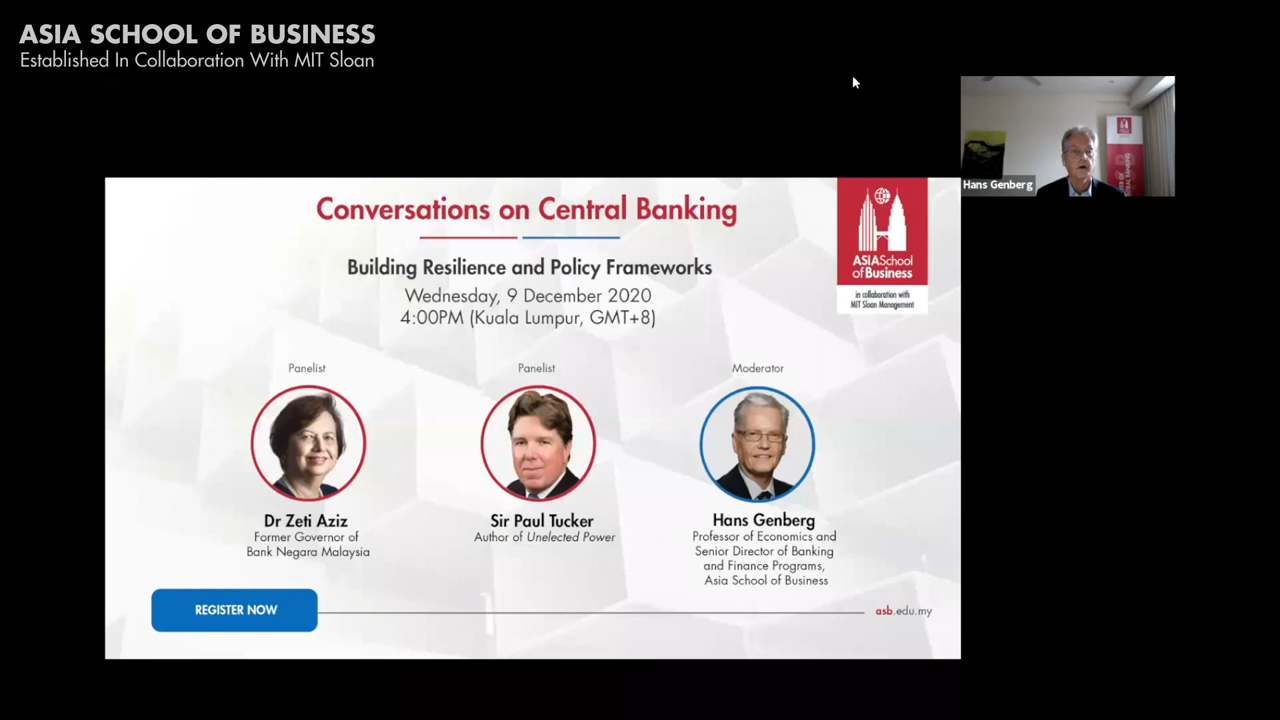 ASIA SCHOOL OF BUSINESS
Established In Collaboration With MIT Sloan
Hans Genberg
Conversations on Central Banking
Building Resilience and Policy Frameworks
Wednesday, 9 December 2020
4:00PM (Kuala Lumpur, GMT+8)
ASIASchool
ofBusiness
in collaboration with
MIT Sloan Management
Panelist
Panelist
Moderator
Dr Zeti Aziz
Former Governor of
Bank Negara Malaysia
Sir Paul Tucker
Author of Unelected Power
Hans Genberg
Professor of Economics and
Senior Director of Banking
and Finance Programs,
Asia School of Business
REGISTER NOW
asb.edu.my